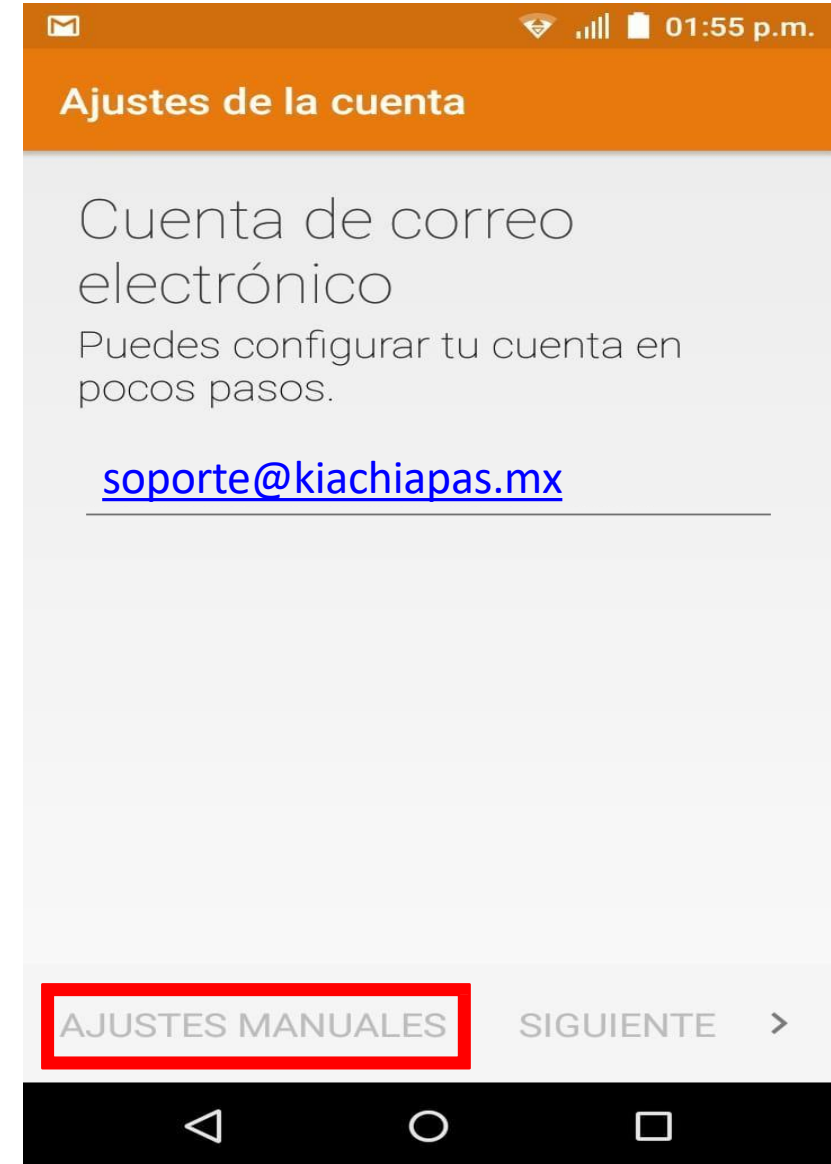 01:55 p.m.
Ajustes de la cuenta
Cuenta de correo
electrónico
Puedes configurar tu cuenta en
pocos pasos.
soporte@kiachiapas.mx
AJUSTES MANUALES SIGUIENTE >